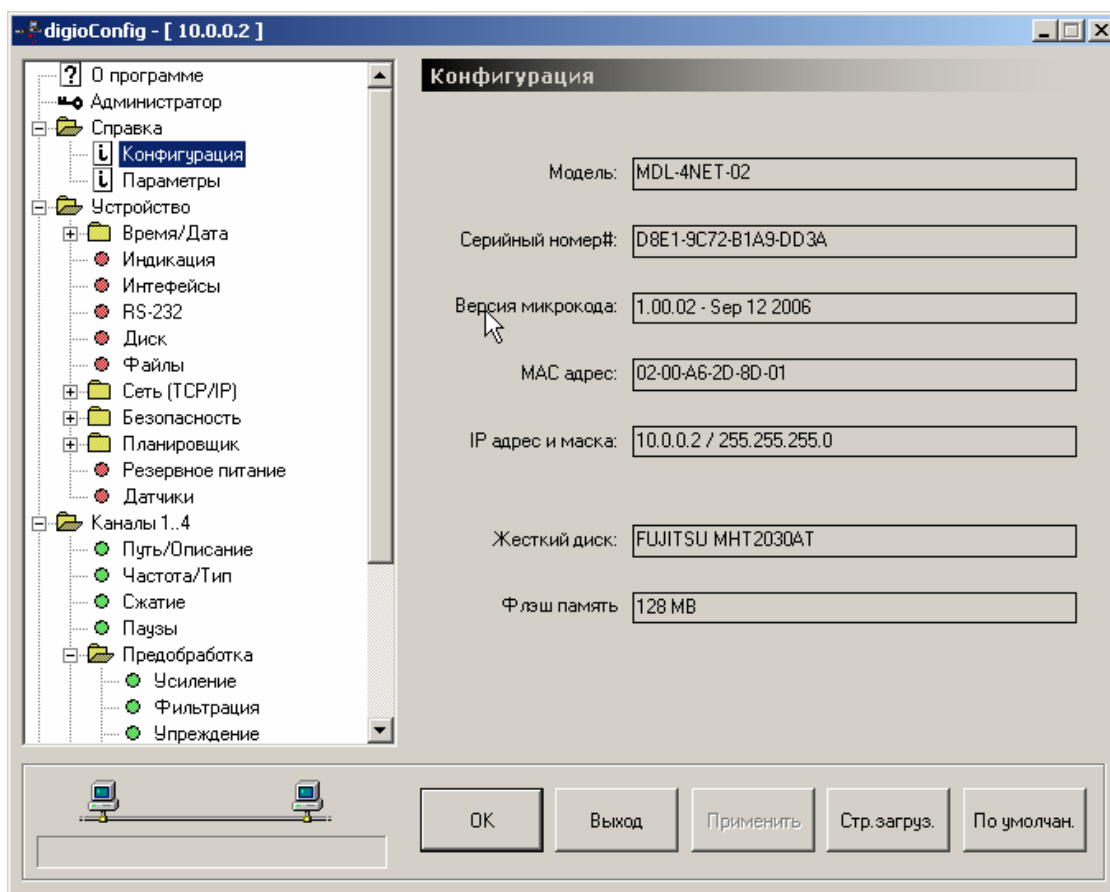 digioConfig - [ 10.0.0.2 ]
О программе
Администратор
Справка
Конфигурация
Параметры
Устройство
Время/Дата
Индикация
Интефейсы
RS-232
Диск
Файлы
Сеть (TCP/IP)
Безопасность
Планировщик
Резервное питание
Датчики
Каналы 1..4
Путь/Описание
Частота/Тип
Сжатие
Паузы
Предобработка
Усиление
Фильтрация
Упреждение
Конфигурация
Модель: MDL-4NET-02
Серийный номер#: D8E1-9C72-B1A9-DD3A
Версия микрокода: 1.00.02 - Sep 12 2006
MAC адрес: 02-00-A6-2D-8D-01
IP адрес и маска: 10.0.0.2 / 255.255.255.0
Жесткий диск: FUJITSU MHT2030AT
Флэш память 128 MB
OK Выход Применить Стр.загруз. По умолчан.